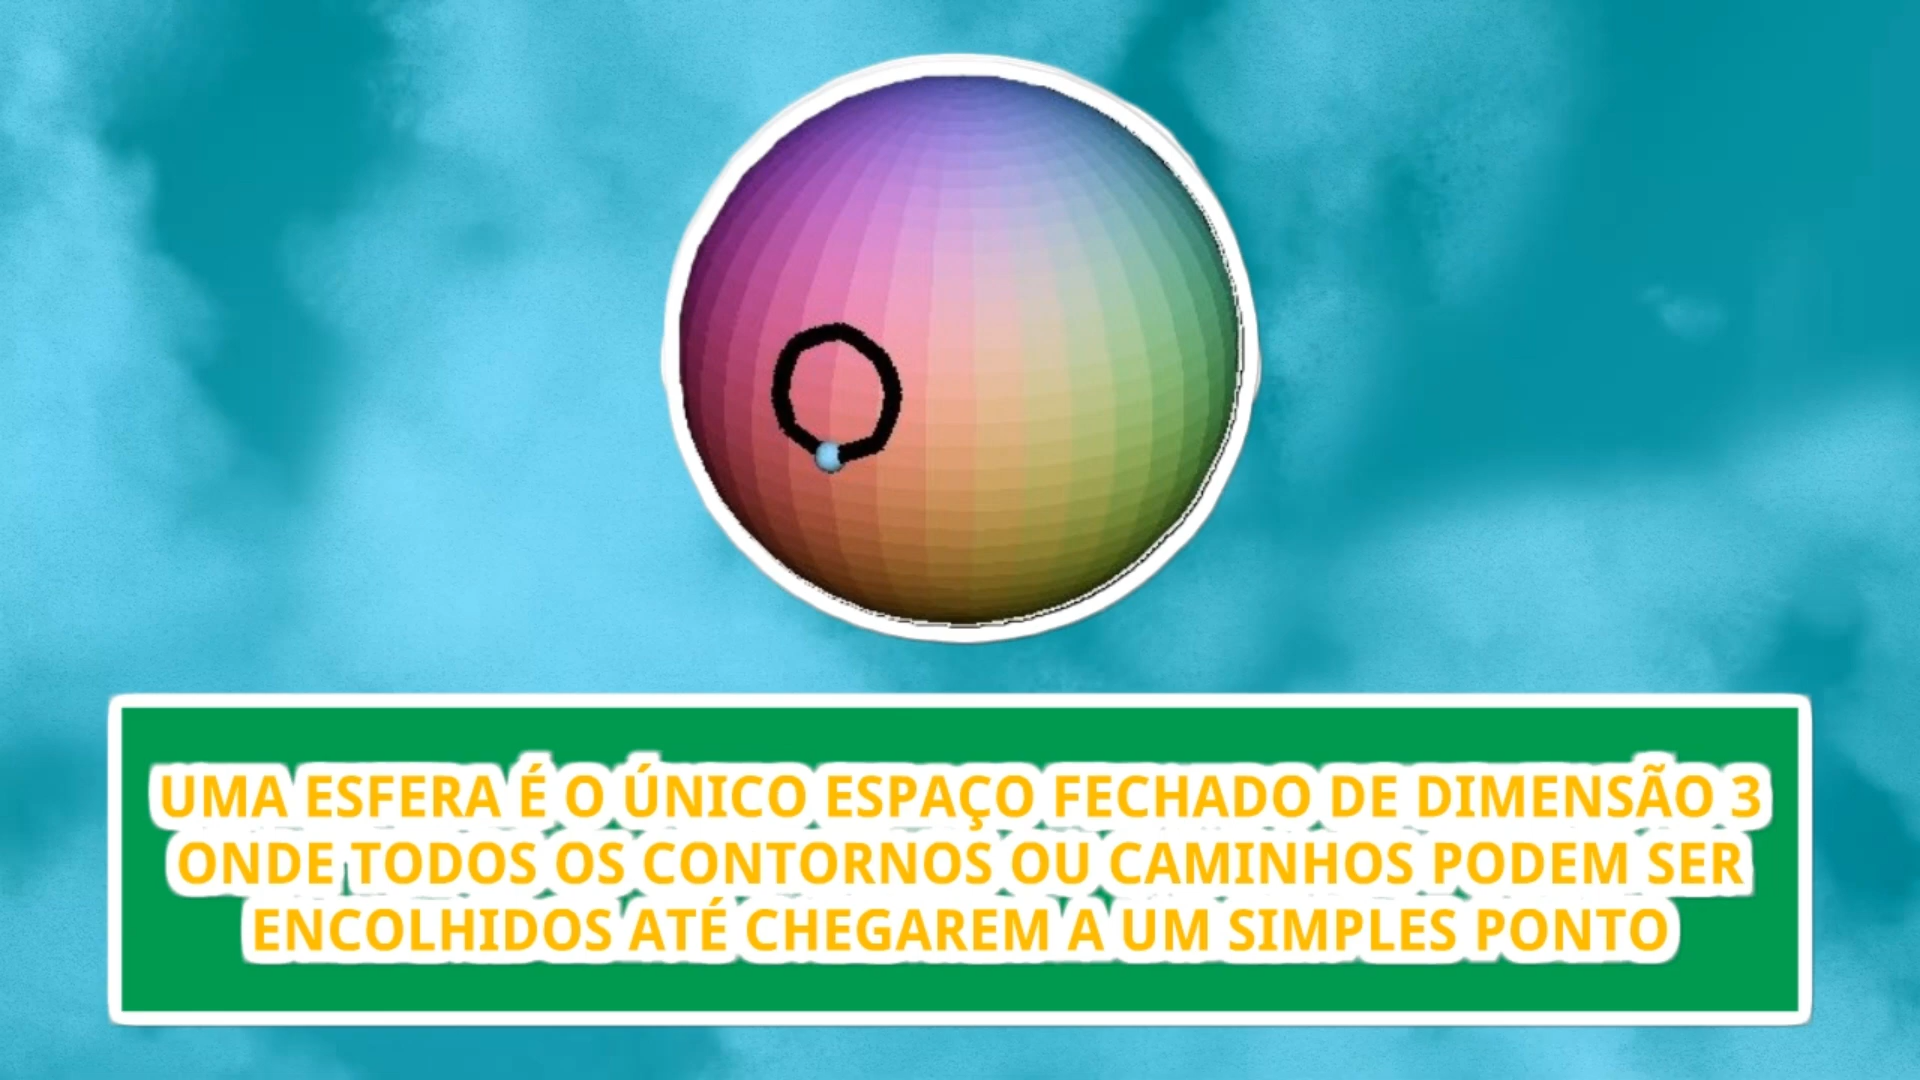 UMA ESFERA É O ÚNICO ESPAÇO FECHADO DE DIMENSÃO 3
ONDE TODOS OS CONTORNOS OU CAMINHOS PODEM SER
ENCOLHIDOS ATÉ CHEGAREM A UM SIMPLES PONTO